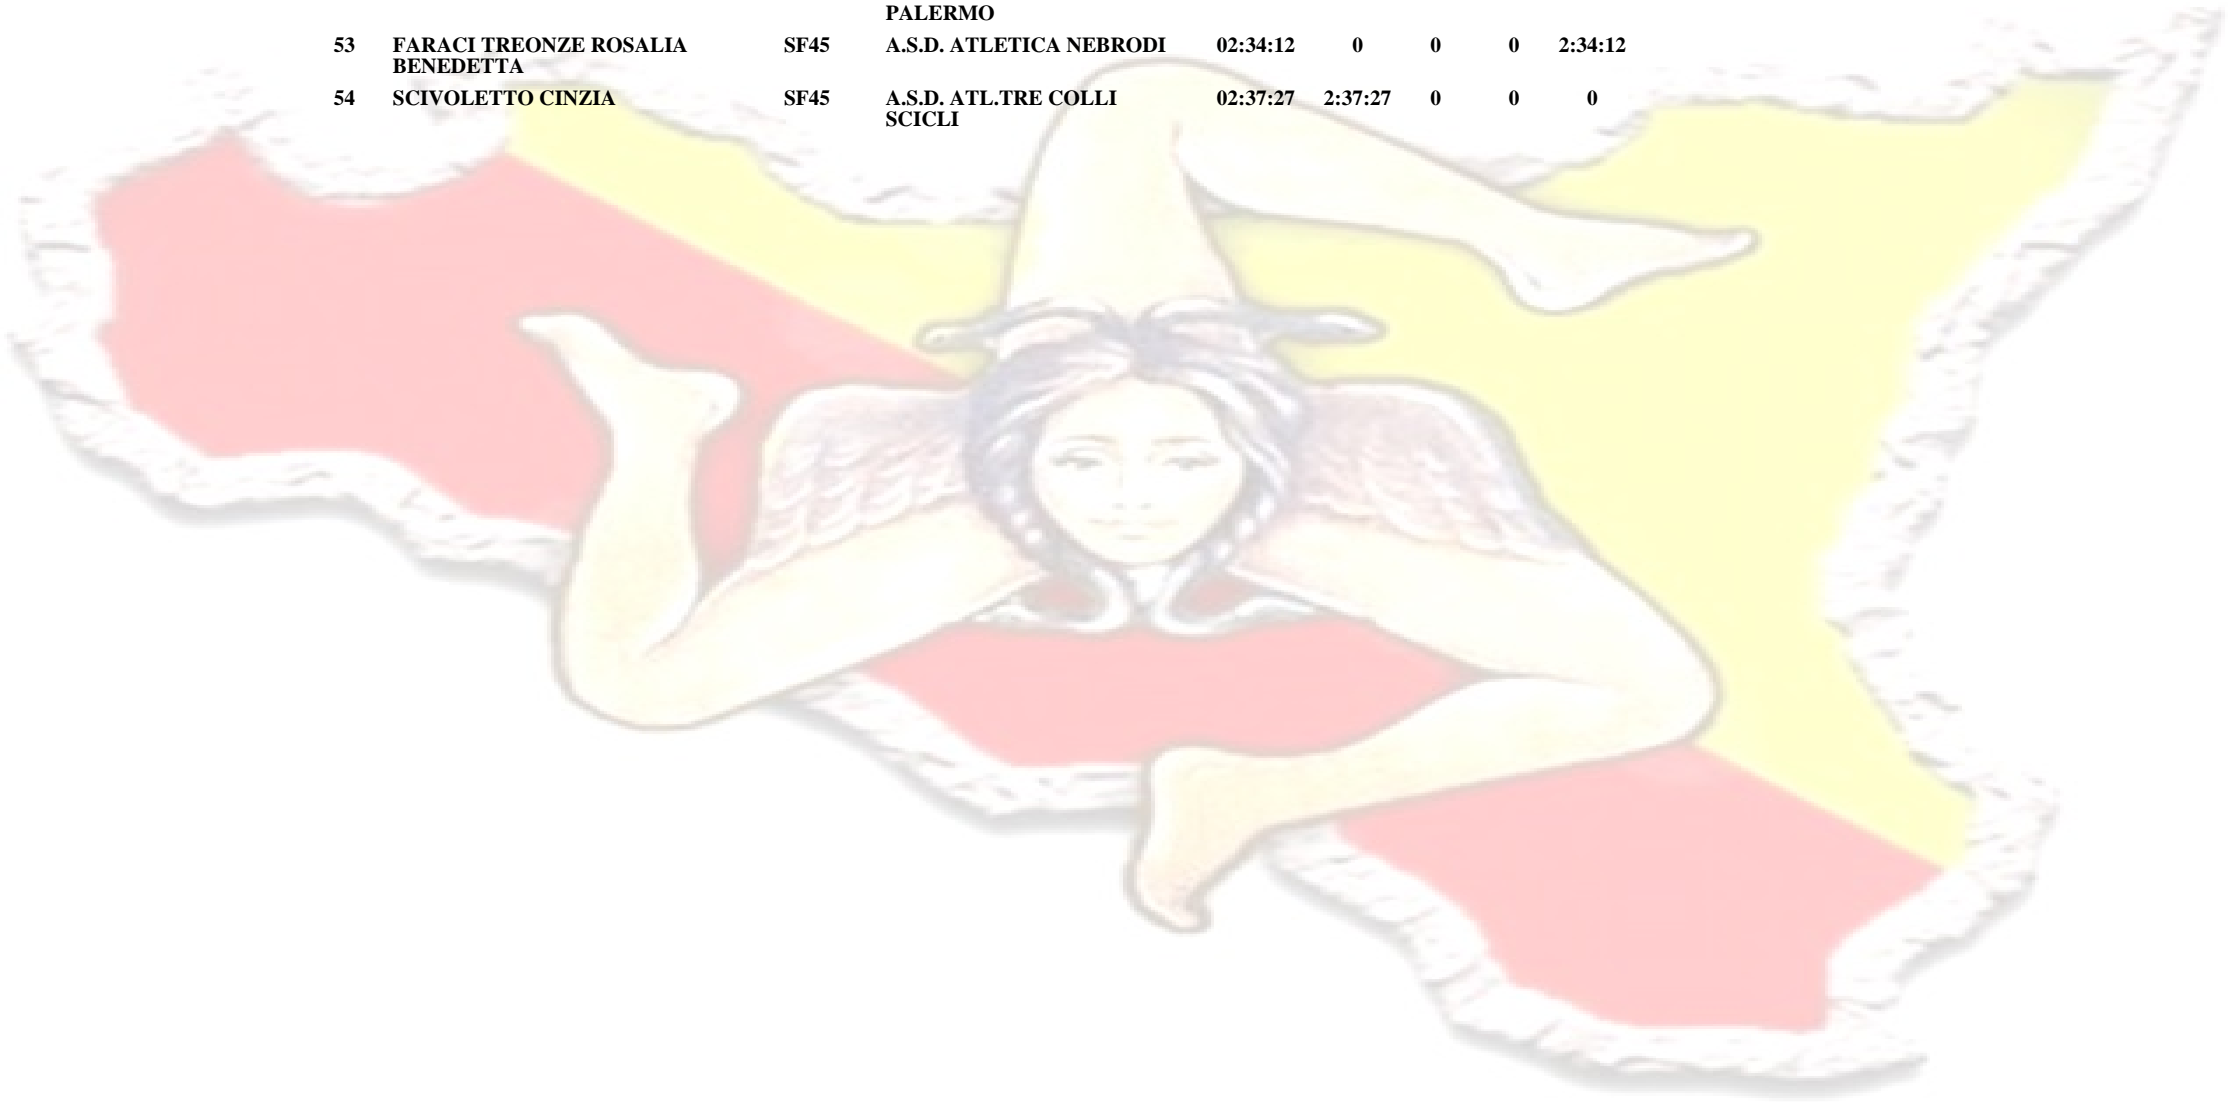 PALERMO
53 FARACI TREONZE ROSALIA SF45 A.S.D. ATLETICA NEBRODI 02:34:12 0 0 0 2:34:12
BENEDETTA
54 SCIVOLETTO CINZIA SF45 A.S.D. ATL.TRE COLLI 02:37:27 2:37:27 0 0 0
SCICLI